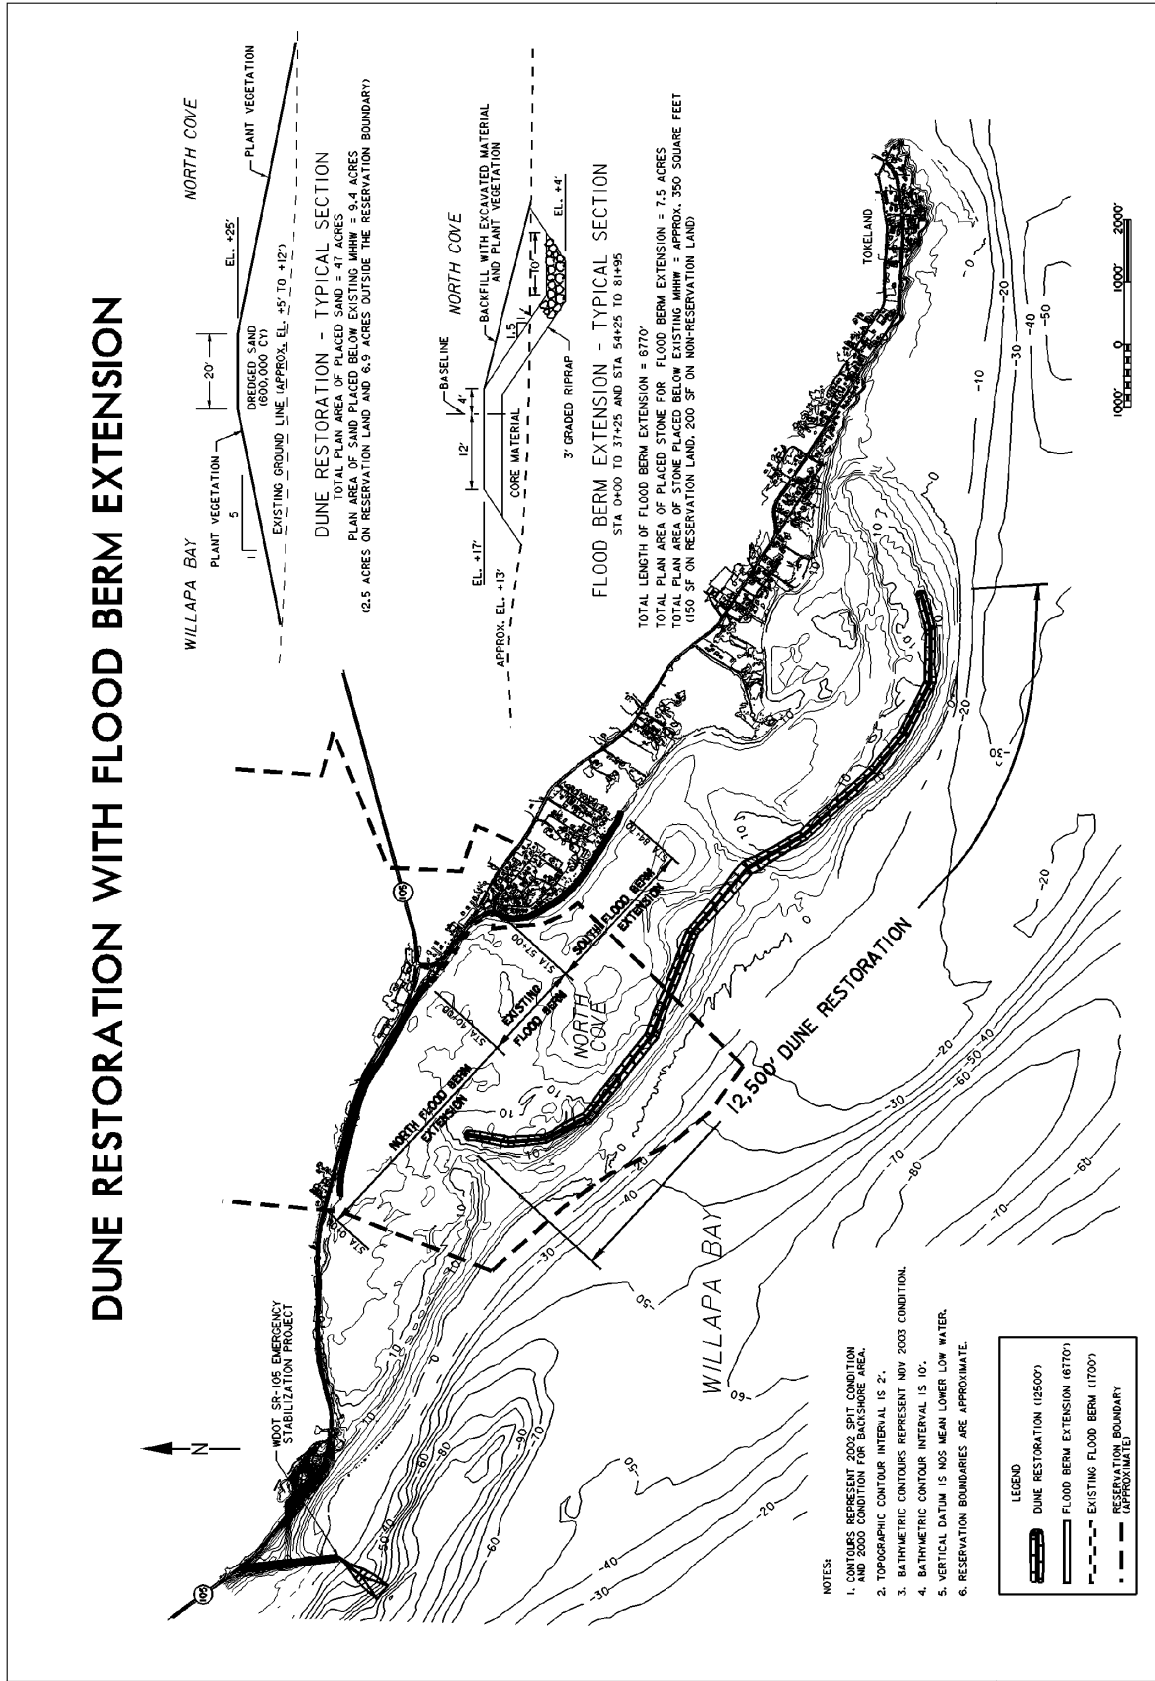 DUNE RESTORATION WITH FLOOD BERM EXTENSION
WILLAPA BAY
NORTH COVE
PLANT VEGETATION
20'
EL. +25'
PLANT VEGETATION
5
1
DREDGED SAND
(600,000 CY)
EXISTING GROUND LINE (APPROX. EL. +5' TO +12')
DUNE RESTORATION - TYPICAL SECTION
TOTAL PLAN AREA OF PLACED SAND = 47 ACRES
PLAN AREA OF SAND PLACED BELOW EXISTING MHHW = 9.4 ACRES
(2.5 ACRES ON RESERVATION LAND AND 6.9 ACRES OUTSIDE THE RESERVATION BOUNDARY)
BASELINE
NORTH COVE
12'
4'
EL. +17'
APPROX. EL. +13'
CORE MATERIAL
BACKFILL WITH EXCAVATED MATERIAL
AND PLANT VEGETATION
1.5
1
10'
EL. +4'
3' GRADED RIPRAP
FLOOD BERM EXTENSION - TYPICAL SECTION
STA 0+00 TO 37+25 AND STA 54+25 TO 81+95
TOTAL LENGTH OF FLOOD BERM EXTENSION = 6770'
TOTAL PLAN AREA OF PLACED STONE FOR FLOOD BERM EXTENSION = 7.5 ACRES
TOTAL PLAN AREA OF STONE PLACED BELOW EXISTING MHHW = APPROX. 350 SQUARE FEET
(150 SF ON RESERVATION LAND, 200 SF ON NON-RESERVATION LAND)
105
105
N
WDOT SR-105 EMERGENCY
STABILIZATION PROJECT
NORTH FLOOD BERM
EXTENSION
STA 40+00
EXISTING
FLOOD BERM
STA 57+00
SOUTH FLOOD BERM
EXTENSION
NORTH
COVE
12,500' DUNE RESTORATION
WILLAPA BAY
TOKELAND
1000'
0
1000'
2000'
NOTES:
1. CONTOURS REPRESENT 2002 SPIT CONDITION
AND 2000 CONDITION FOR BACKSHORE AREA.
2. TOPOGRAPHIC CONTOUR INTERVAL IS 2'.
3. BATHYMETRIC CONTOURS REPRESENT NOV 2003 CONDITION.
4. BATHYMETRIC CONTOUR INTERVAL IS 10'.
5. VERTICAL DATUM IS NOS MEAN LOWER LOW WATER.
6. RESERVATION BOUNDARIES ARE APPROXIMATE.
LEGEND
DUNE RESTORATION (12500')
FLOOD BERM EXTENSION (6770')
EXISTING FLOOD BERM (1700')
RESERVATION BOUNDARY
(APPROXIMATE)